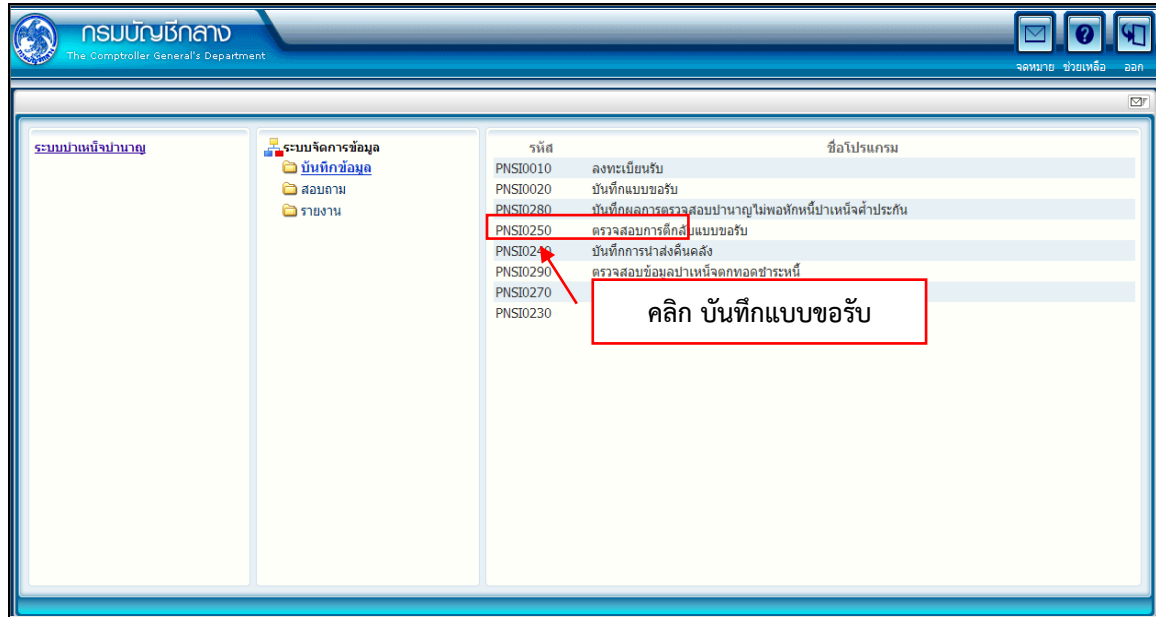 กรมบัญชีกลาง
The Comptroller General's Department
จดหมาย ช่วยเหลือ ออก
ระบบบำเหน็จบำนาญ
ระบบจัดการข้อมูล
บันทึกข้อมูล
สอบถาม
รายงาน
รหัส ชื่อโปรแกรม
PNSI0010 ลงทะเบียนรับ
PNSI0020 บันทึกแบบขอรับ
PNSI0280 บันทึกผลการตรวจสอบบำนาญไม่พอหักหนี้บำเหน็จค้ำประกัน
PNSI0250 ตรวจสอบการตีกลับแบบขอรับ
PNSI0240 บันทึกการนำส่งคืนคลัง
PNSI0290 ตรวจสอบข้อมูลบำเหน็จตกทอดชำระหนี้
PNSI0270
PNSI0230
คลิก บันทึกแบบขอรับ